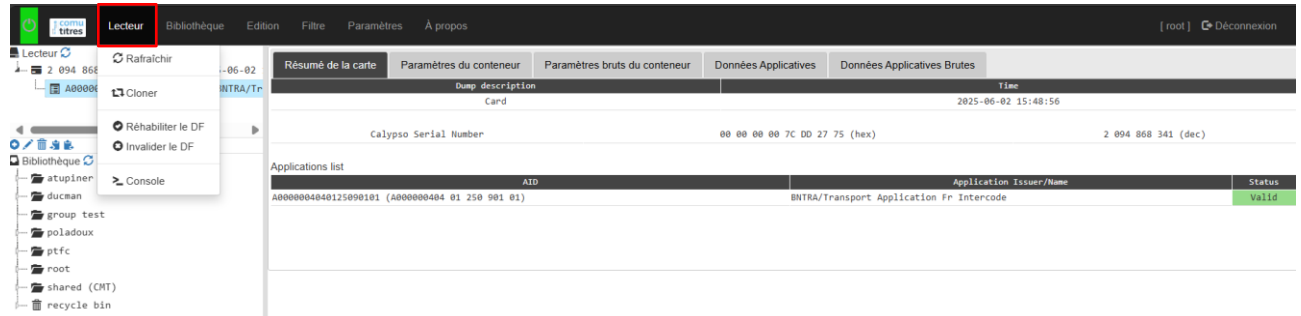 comu
titres
Lecteur Bibliothèque Edition Filtre Paramètres À propos [ root ] Déconnexion
Lecteur
2 094 868 -06-02
A00000 BNTRA/Tr
Rafraîchir
Cloner
Réhabiliter le DF
Invalider le DF
Console
Bibliothèque
atupiner
ducman
group test
poladoux
ptfc
root
shared (CMT)
recycle bin
Résumé de la carte Paramètres du conteneur Paramètres bruts du conteneur Données Applicatives Données Applicatives Brutes
Dump description Time
Card 2025-06-02 15:48:56
Calypso Serial Number 00 00 00 00 7C DD 27 75 (hex) 2 094 868 341 (dec)
Applications list
AID Application Issuer/Name Status
A0000004040125090101 (A000000404 01 250 901 01) BNTRA/Transport Application Fr Intercode Valid